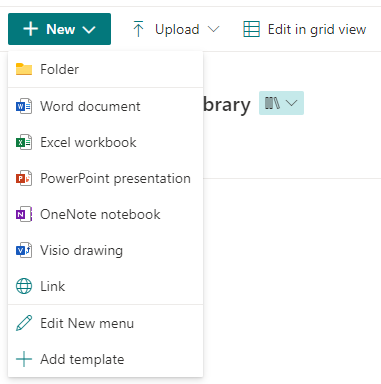 New Upload Edit in grid view
Folder
Word document
brary
Excel workbook
PowerPoint presentation
OneNote notebook
Visio drawing
Link
Edit New menu
Add template